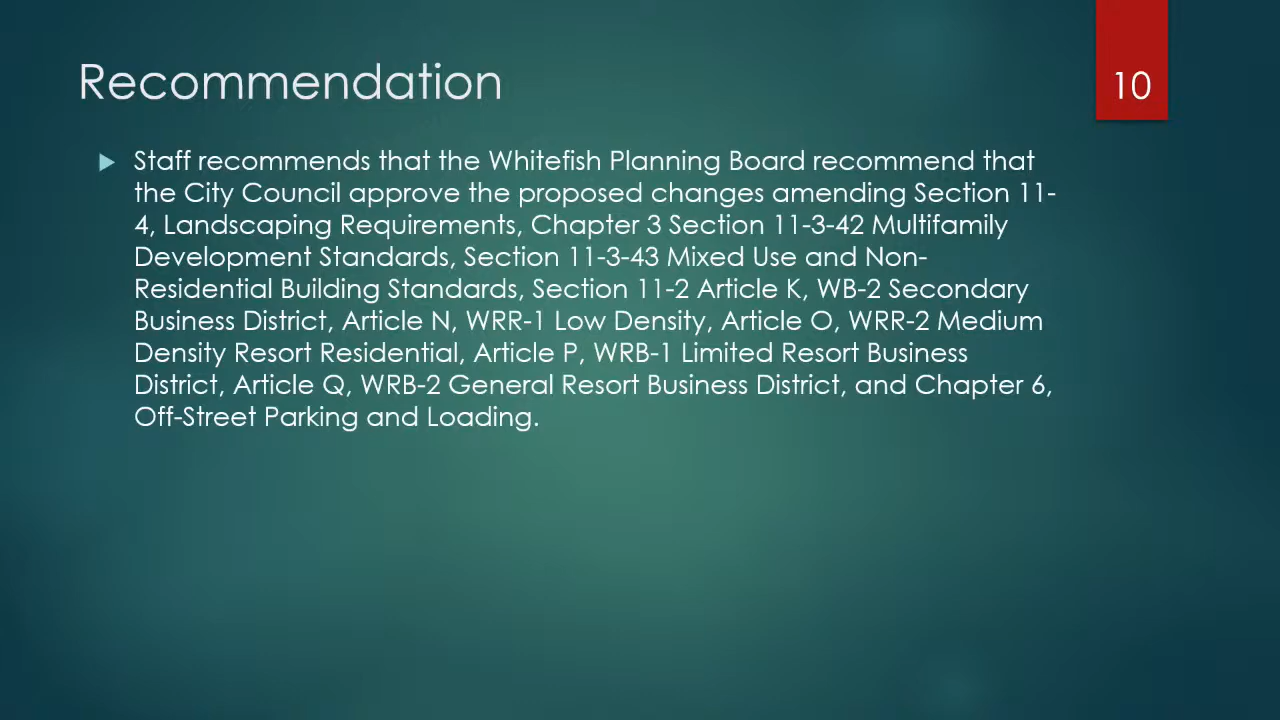 Recommendation
10
Staff recommends that the Whitefish Planning Board recommend that
the City Council approve the proposed changes amending Section 11-
4, Landscaping Requirements, Chapter 3 Section 11-3-42 Multifamily
Development Standards, Section 11-3-43 Mixed Use and Non-
Residential Building Standards, Section 11-2 Article K, WB-2 Secondary
Business District, Article N, WRR-1 Low Density, Article O, WRR-2 Medium
Density Resort Residential, Article P, WRB-1 Limited Resort Business
District, Article Q, WRB-2 General Resort Business District, and Chapter 6,
Off-Street Parking and Loading.